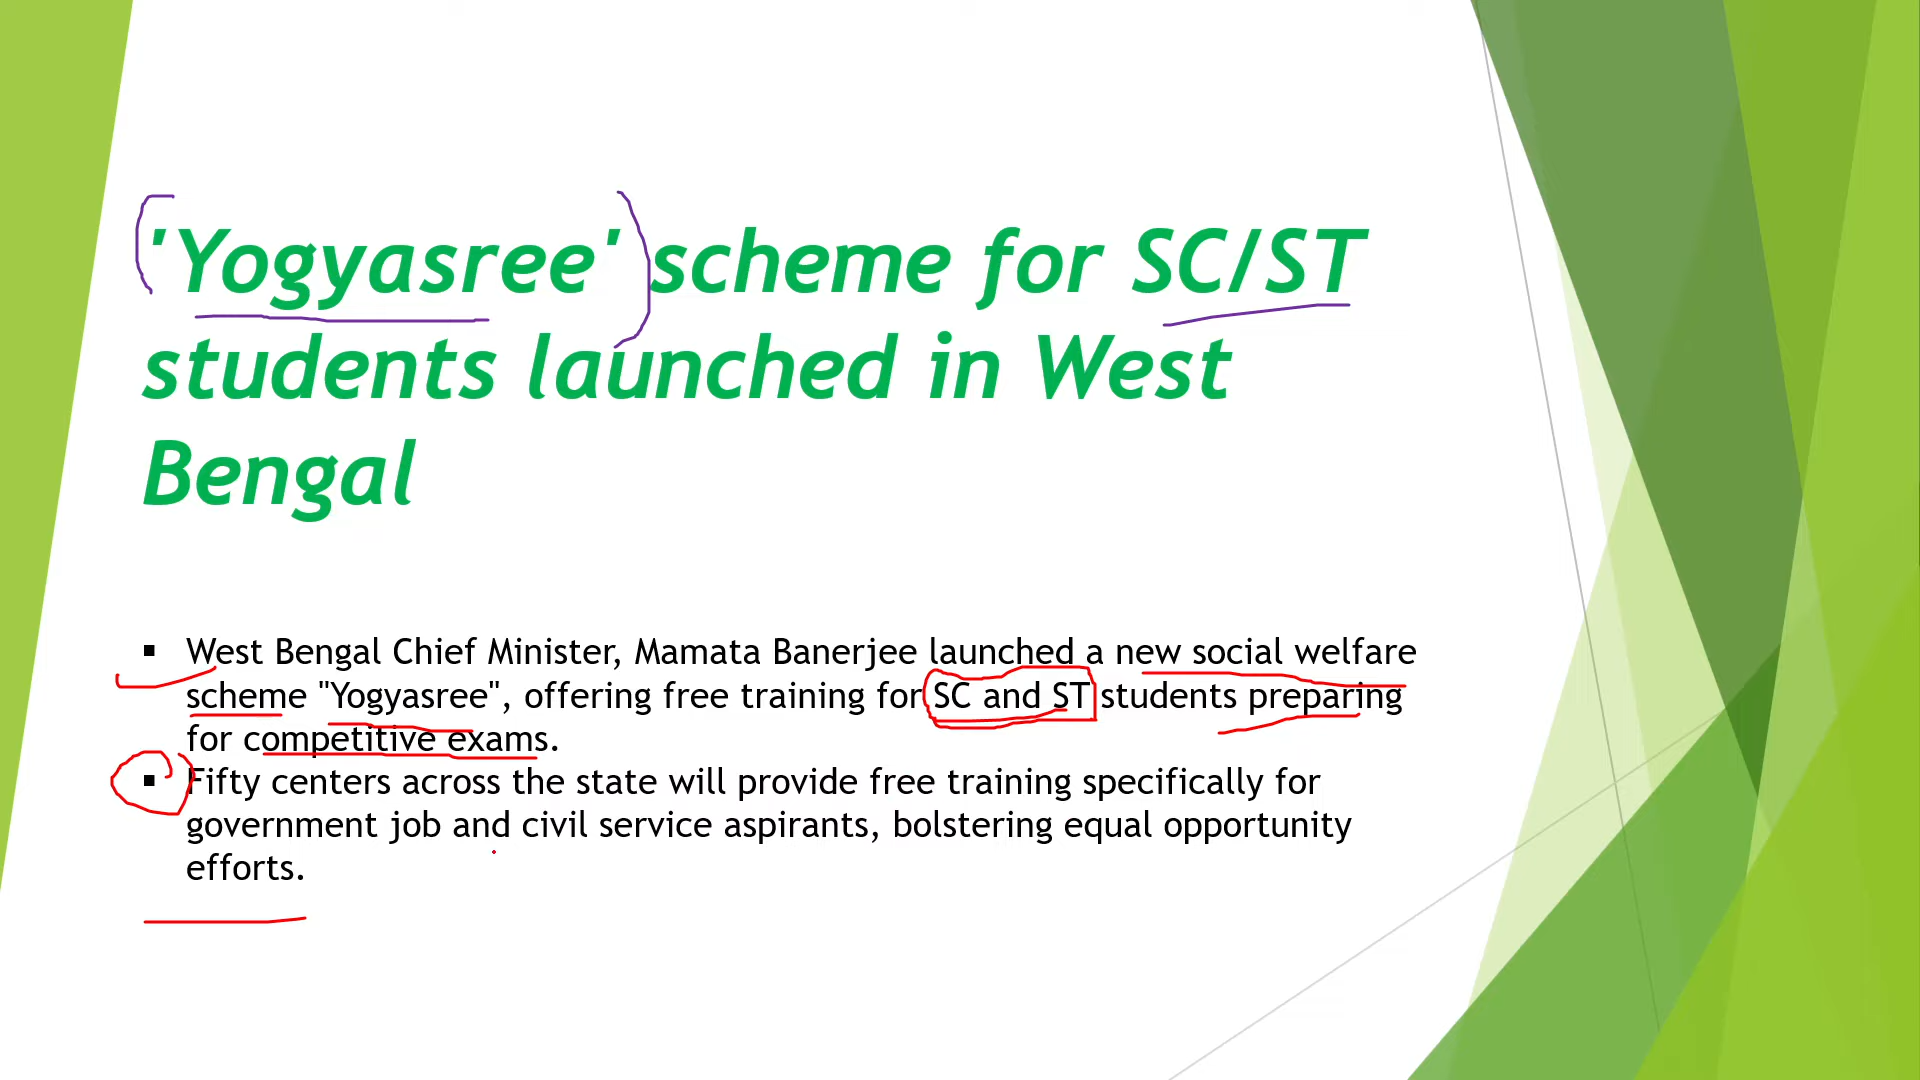 'Yogyasree' scheme for SC/ST
students launched in West
Bengal
▪ West Bengal Chief Minister, Mamata Banerjee launched a new social welfare
scheme "Yogyasree", offering free training for SC and ST students preparing
for competitive exams.
▪ Fifty centers across the state will provide free training specifically for
government job and civil service aspirants, bolstering equal opportunity
efforts.